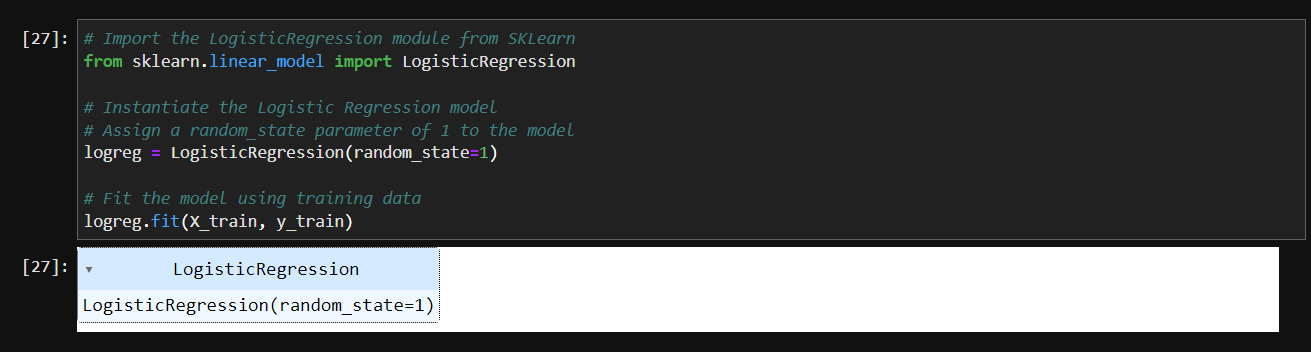 [27]: # Import the LogisticRegression module from SKLearn
from sklearn.linear_model import LogisticRegression
# Instantiate the Logistic Regression model
# Assign a random_state parameter of 1 to the model
logreg = LogisticRegression(random_state=1)
# Fit the model using training data
logreg.fit(X_train, y_train)
[27]: ▾ LogisticRegression
LogisticRegression(random_state=1)